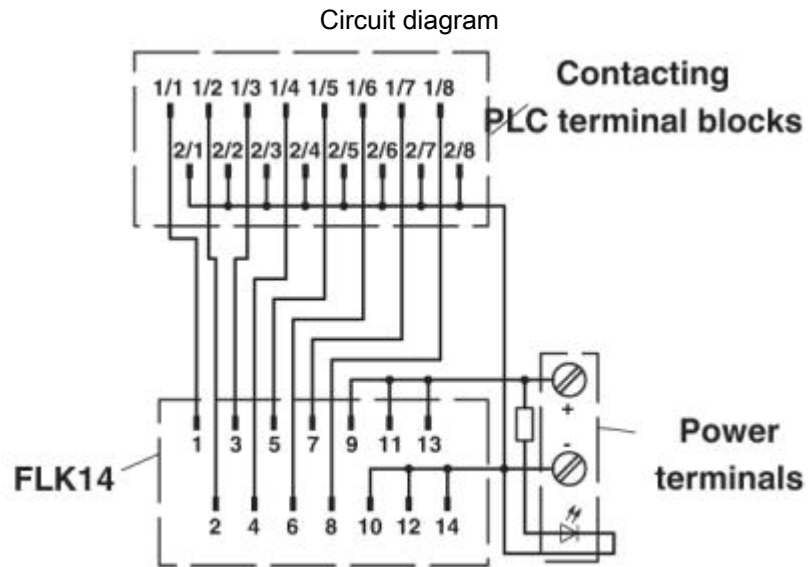 Circuit diagram
Contacting
PLC terminal blocks
1/1 1/2 1/3 1/4 1/5 1/6 1/7 1/8
2/1 2/2 2/3 2/4 2/5 2/6 2/7 2/8
+
-
1 3 5 7 9 11 13
Power
terminals
FLK14
2 4 6 8 10 12 14